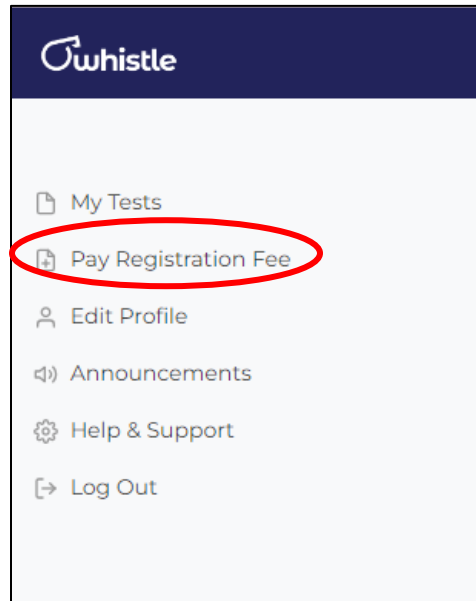 whistle
My Tests
Pay Registration Fee
Edit Profile
Announcements
Help & Support
Log Out